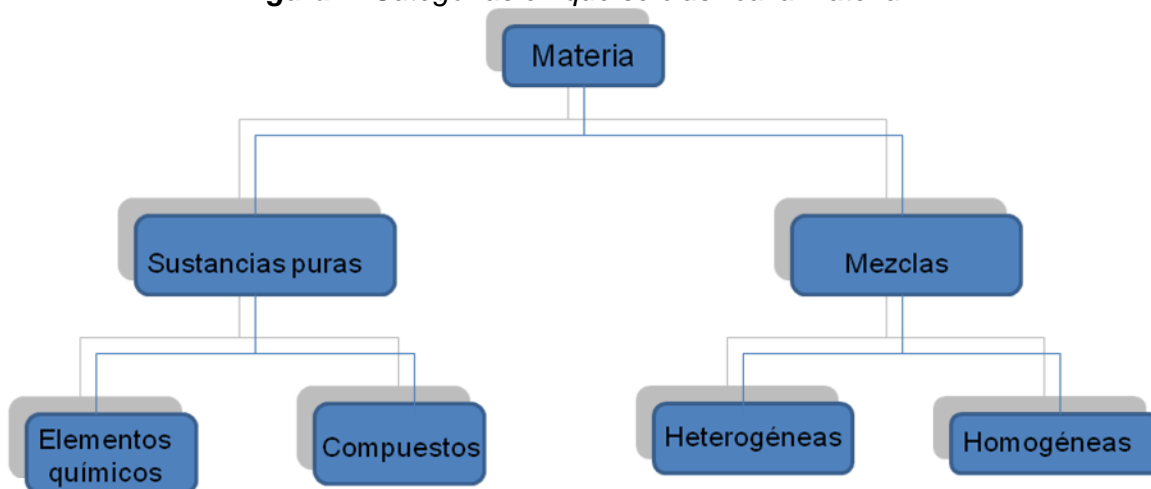 Materia
Sustancias puras
Mezclas
Elementos
químicos
Compuestos
Heterogéneas
Homogéneas